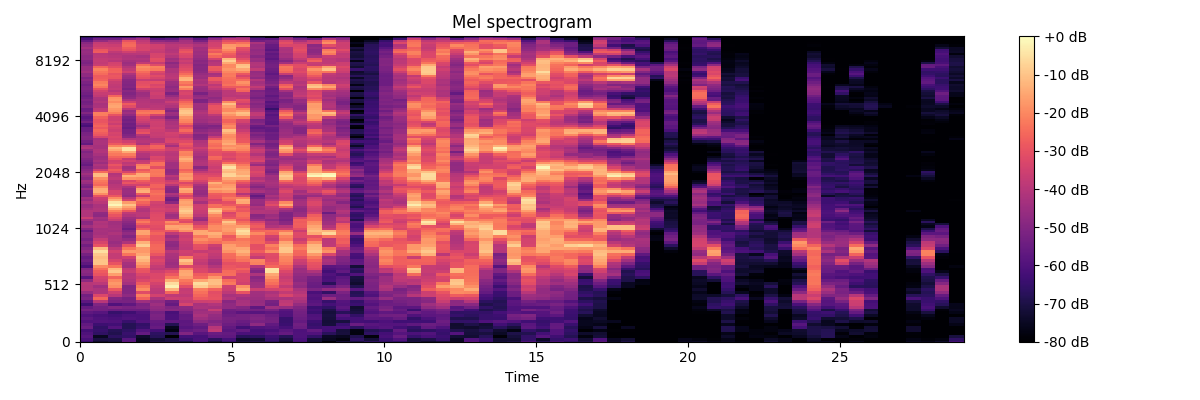 Mel spectrogram
Hz
8192
4096
2048
1024
512
0
0 5 10 15 20 25
Time
+0 dB
-10 dB
-20 dB
-30 dB
-40 dB
-50 dB
-60 dB
-70 dB
-80 dB